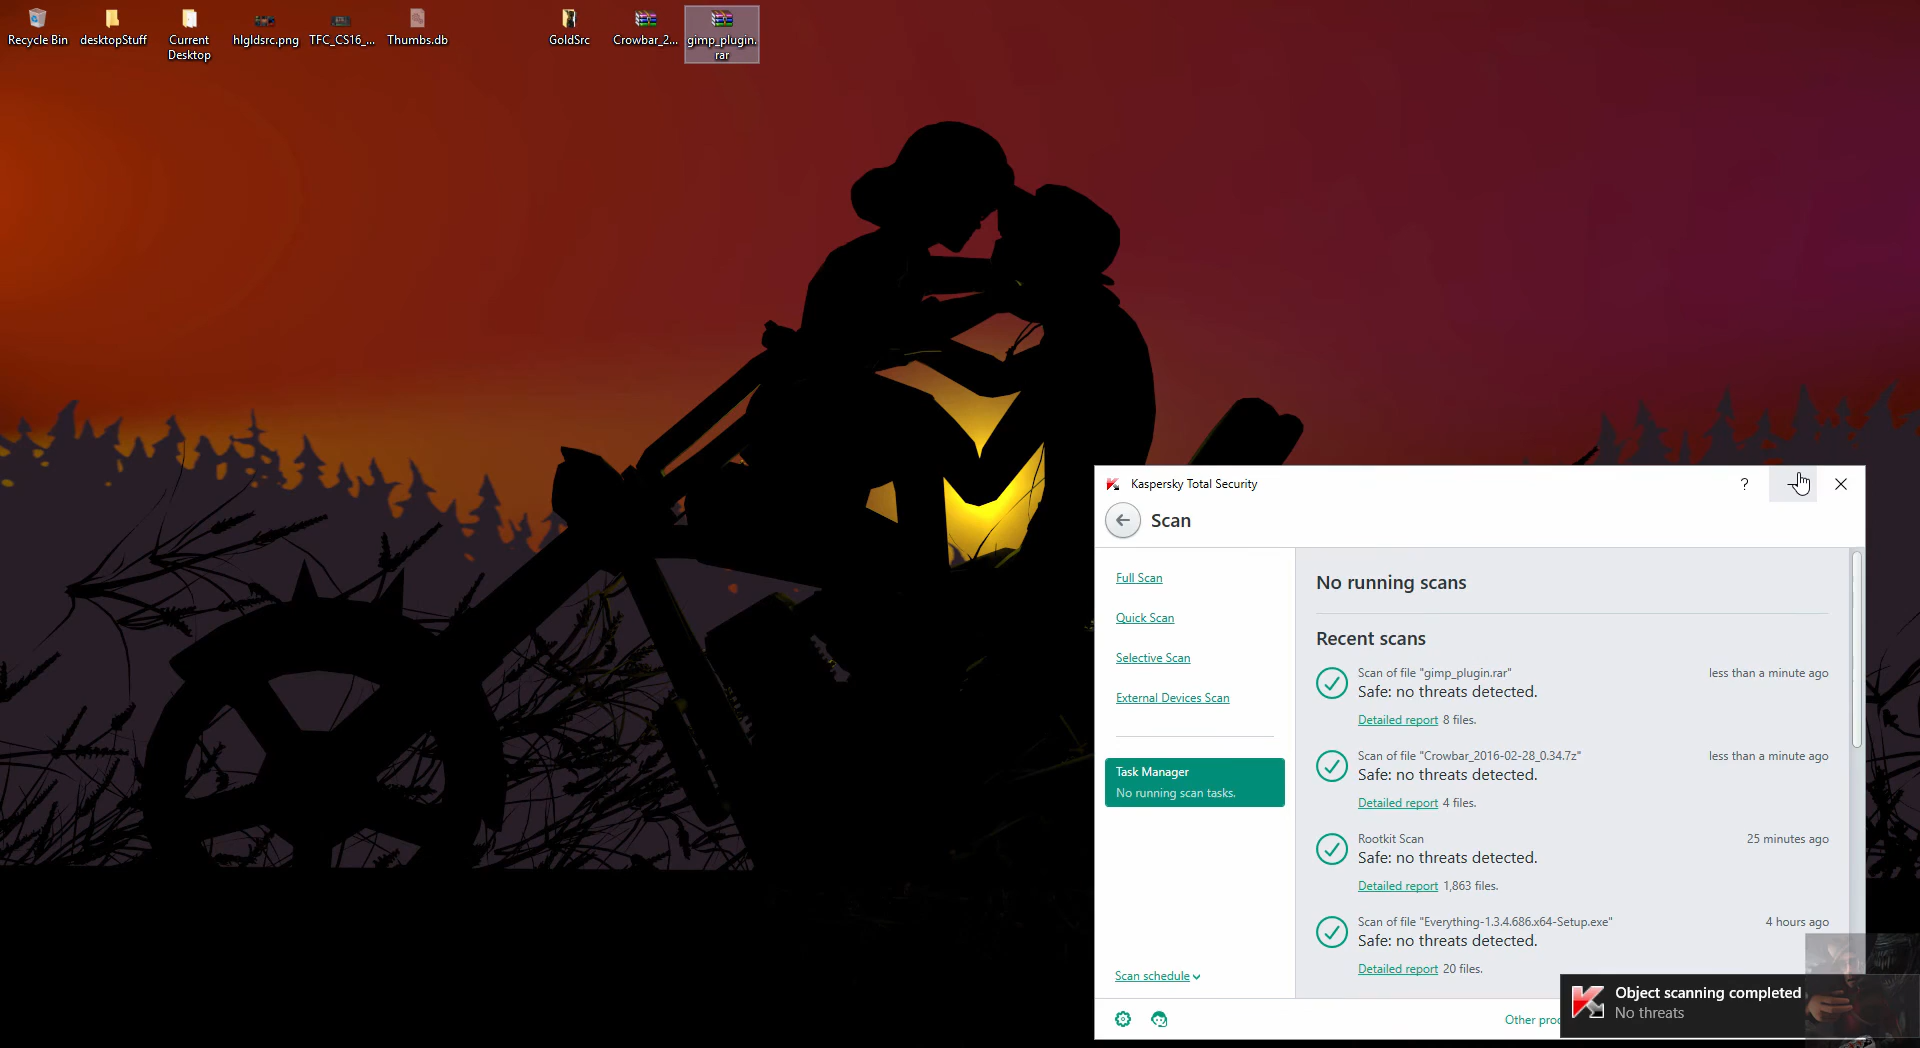 Recycle Bin
desktopStuff
Current
Desktop
hlgldsrc.png
TFC_CS16_...
Thumbs.db
GoldSrc
Crowbar_2...
gimp_plugin.
rar
Kaspersky Total Security
?
Scan
Full Scan
Quick Scan
Selective Scan
External Devices Scan
Task Manager
No running scan tasks.
Scan schedule
No running scans
Recent scans
Scan of file "gimp_plugin.rar"
less than a minute ago
Safe: no threats detected.
Detailed report 8 files.
Scan of file "Crowbar_2016-02-28_0.34.7z"
less than a minute ago
Safe: no threats detected.
Detailed report 4 files.
Rootkit Scan
25 minutes ago
Safe: no threats detected.
Detailed report 1,863 files.
Scan of file "Everything-1.3.4.686.x64-Setup.exe"
4 hours ago
Safe: no threats detected.
Detailed report 20 files.
Other
Object scanning completed
No threats